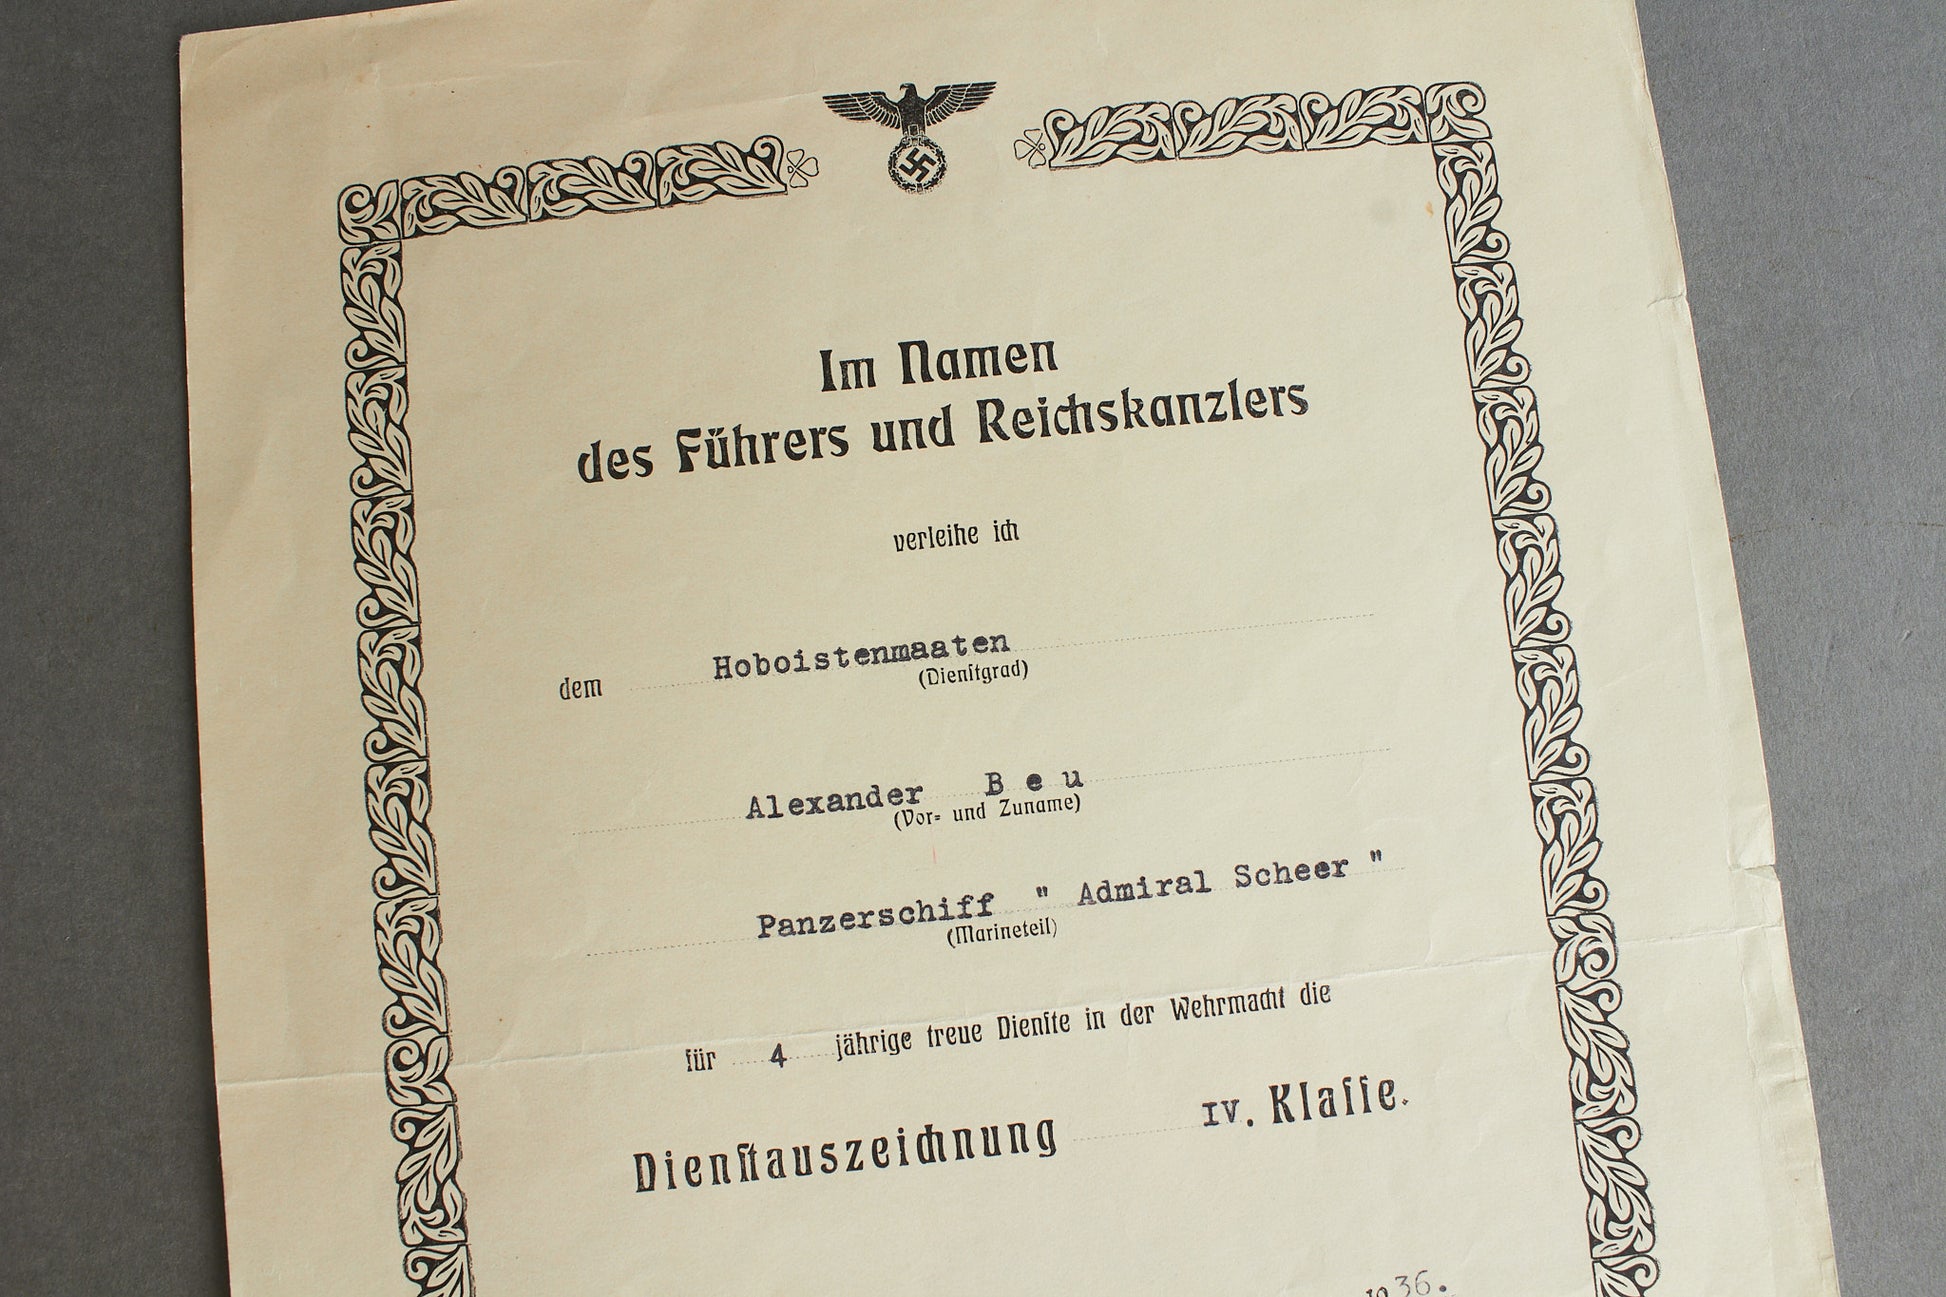 Im Namen
des Führers und Reichskanzlers
verleihe ich
dem Hoboistenmaaten
(Dienſtgrad)
Alexander B e u
(Vor= und Zuname)
Panzerschiff " Admiral Scheer "
(Marineteil)
für 4 jährige treue Dienſte in der Wehrmacht die
Dienſtauszeichnung IV. Klaſſe.
1936.